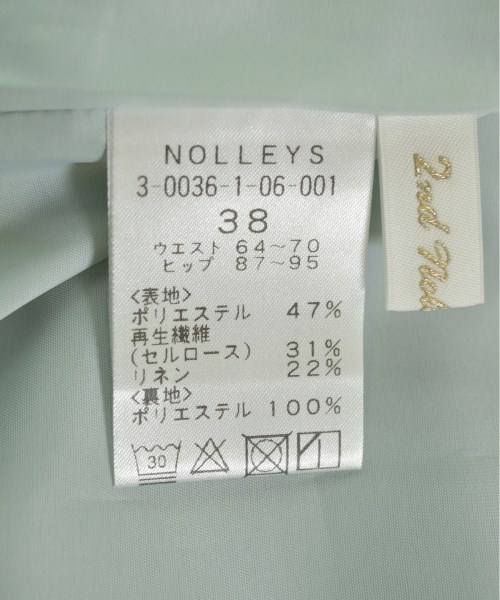 NOLLEYS
3-0036-1-06-001
38
ウエスト 64～70
ヒップ 87～95
〈表地〉
ポリエステル 47%
再生繊維
(セルロース) 31%
リネン 22%
〈裏地〉
ポリエステル 100%
30
2nd